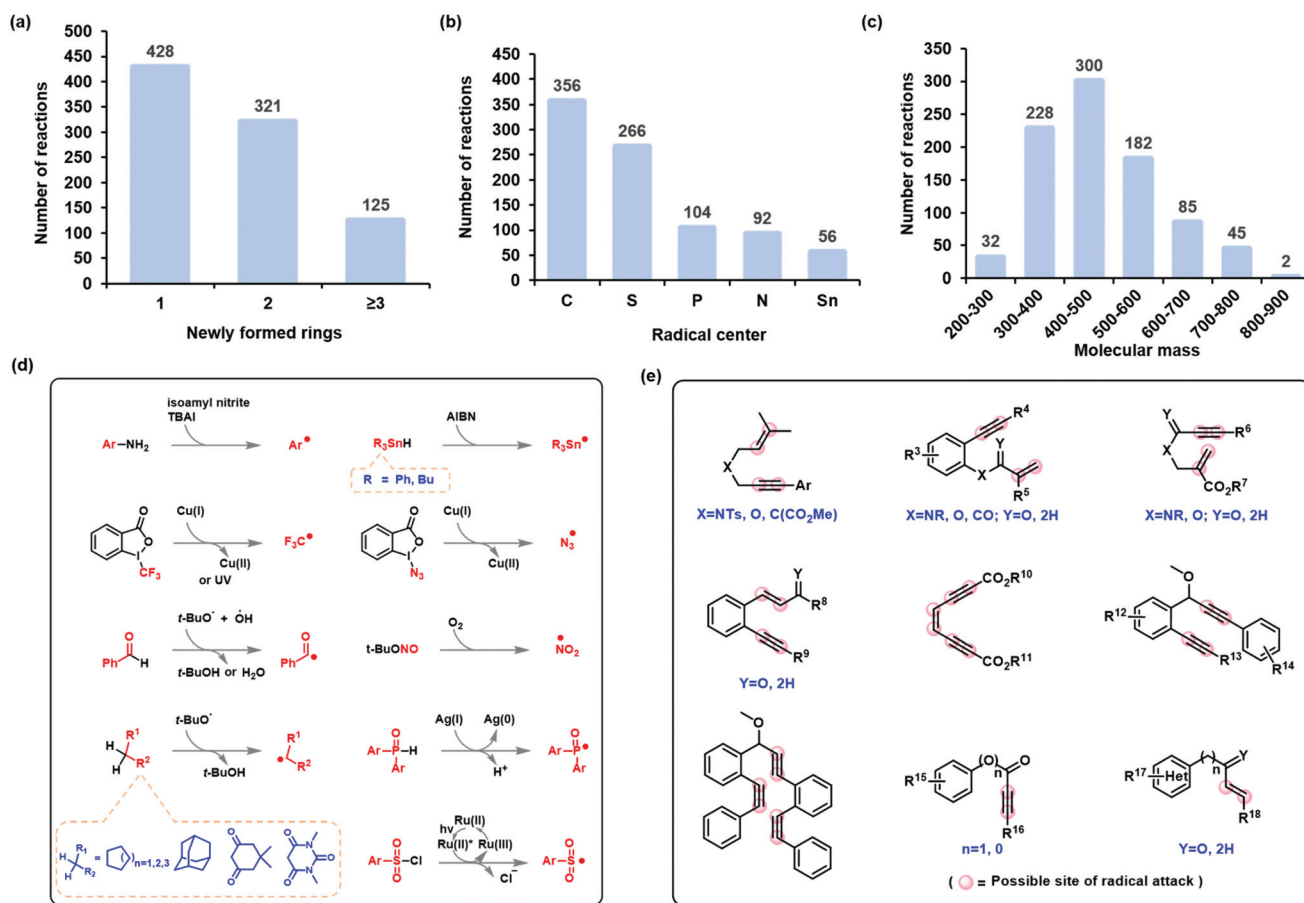 (a)
Number of reactions
500
450
400
350
300
250
200
150
100
50
0
428
321
125
1 2 ≥3
Newly formed rings
(b)
Number of reactions
500
450
400
350
300
250
200
150
100
50
0
356
266
104
92
56
C S P N Sn
Radical center
(c)
Number of reactions
350
300
250
200
150
100
50
0
32
228
300
182
85
45
2
200-300
300-400
400-500
500-600
600-700
700-800
800-900
Molecular mass
(d)
isoamyl nitrite
TBAI
Ar—NH₂
Ar•
AIBN
R₃SnH
R₃Sn•
R = Ph, Bu
O
O
I
CF₃
Cu(I)
Cu(II)
or UV
F₃C•
O
O
I
N₃
Cu(I)
Cu(II)
N₃•
O
Ph H
t-BuO˙ + ȮH
t-BuOH or H₂O
O
Ph •
t-BuONO
O₂
•
NO₂
H
H
R¹
R²
t-BuO˙
t-BuOH
R¹
•
R²
O
Ar–P–H
Ar
Ag(I) Ag(0)
H⁺
O
Ar–P•
Ar
H R₁
H R₂
=
)n=1,2,3
O
O
O
N
O
N
O
O
Ar–S–Cl
O
hv
Ru(II)
Ru(II)* Ru(III)
Cl⁻
O
Ar–S•
O
(e)
X
Ar
X=NTs, O, C(CO₂Me)
R³
R⁴
Y
X
R⁵
X=NR, O, CO; Y=O, 2H
Y
R⁶
X
CO₂R⁷
X=NR, O; Y=O, 2H
Y
R⁸
R⁹
Y=O, 2H
CO₂R¹⁰
CO₂R¹¹
O
R¹²
R¹³
R¹⁴
O
R¹⁵
(O)n
O
R¹⁶
n=1, 0
R¹⁷
Het
( )n
Y
R¹⁸
Y=O, 2H
( = Possible site of radical attack )